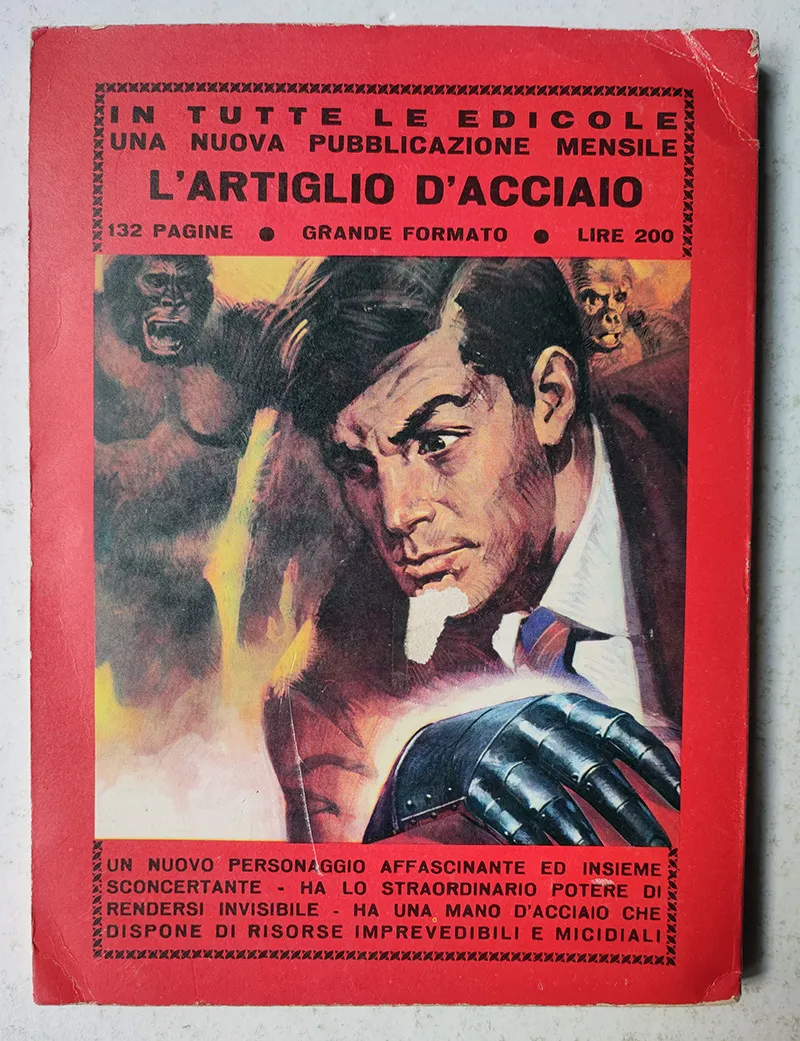 IN TUTTE LE EDICOLE
UNA NUOVA PUBBLICAZIONE MENSILE
L'ARTIGLIO D'ACCIAIO
132 PAGINE ● GRANDE FORMATO ● LIRE 200
UN NUOVO PERSONAGGIO AFFASCINANTE ED INSIEME
SCONCERTANTE - HA LO STRAORDINARIO POTERE DI
RENDERSI INVISIBILE - HA UNA MANO D'ACCIAIO CHE
DISPONE DI RISORSE IMPREVEDIBILI E MICIDIALI